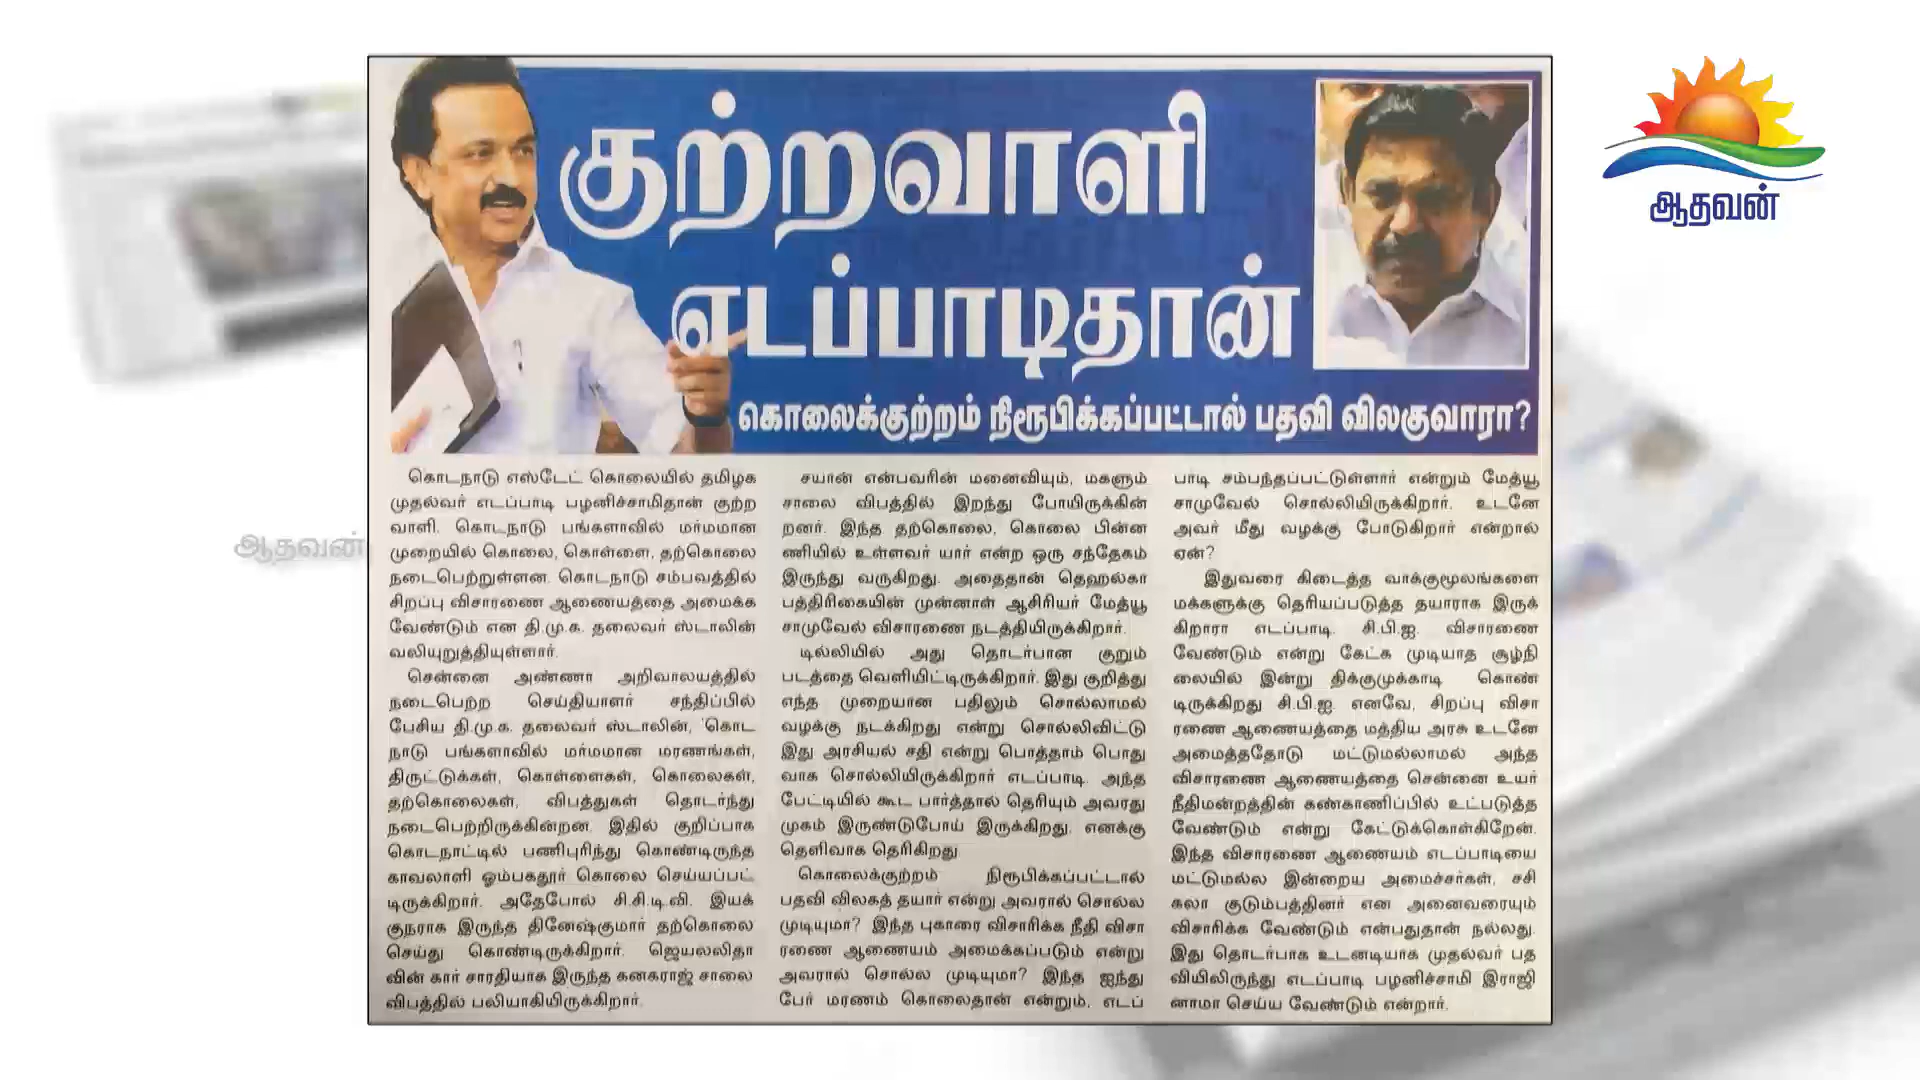 குற்றவாளி
எடப்பாடிதான்
கொலைக்குற்றம் நிரூபிக்கப்பட்டால் பதவி விலகுவாரா?
ஆதவன்
கொடநாடு எஸ்டேட் கொலையில் தமிழக
முதல்வர் எடப்பாடி பழனிச்சாமிதான் குற்ற
வாளி. கொடநாடு பங்களாவில் மர்மமான
முறையில் கொலை, கொள்ளை, தற்கொலை
நடைபெற்றுள்ளன. கொடநாடு சம்பவத்தில்
சிறப்பு விசாரணை ஆணையத்தை அமைக்க
வேண்டும் என தி.மு.க. தலைவர் ஸ்டாலின்
வலியுறுத்தியுள்ளார்.
சென்னை அண்ணா அறிவாலயத்தில்
நடைபெற்ற செய்தியாளர் சந்திப்பில்
பேசிய தி.மு.க. தலைவர் ஸ்டாலின், 'கொட
நாடு பங்களாவில் மர்மமான மரணங்கள்,
திருட்டுக்கள், கொள்ளைகள், கொலைகள்,
தற்கொலைகள், விபத்துகள் தொடர்ந்து
நடைபெற்றிருக்கின்றன. இதில் குறிப்பாக
கொடநாட்டில் பணிபுரிந்து கொண்டிருந்த
காவலாளி ஓம்பகதூர் கொலை செய்யப்பட்
டிருக்கிறார். அதேபோல் சி.சி.டி.வி. இயக்
குநராக இருந்த தினேஷ்குமார் தற்கொலை
செய்து கொண்டிருக்கிறார். ஜெயலலிதா
வின் கார் சாரதியாக இருந்த கனகராஜ் சாலை
விபத்தில் பலியாகியிருக்கிறார்.
சயான் என்பவரின் மனைவியும், மகளும்
சாலை விபத்தில் இறந்து போயிருக்கின்
றனர். இந்த தற்கொலை, கொலை பின்ன
ணியில் உள்ளவர் யார் என்ற ஒரு சந்தேகம்
இருந்து வருகிறது. அதைதான் தெஹல்கா
பத்திரிகையின் முன்னாள் ஆசிரியர் மேத்யூ
சாமுவேல் விசாரணை நடத்தியிருக்கிறார்.
டில்லியில் அது தொடர்பான குறும்
படத்தை வெளியிட்டிருக்கிறார். இது குறித்து
எந்த முறையான பதிலும் சொல்லாமல்
வழக்கு நடக்கிறது என்று சொல்லிவிட்டு
இது அரசியல் சதி என்று பொத்தாம் பொது
வாக சொல்லியிருக்கிறார் எடப்பாடி. அந்த
பேட்டியில் கூட பார்த்தால் தெரியும் அவரது
முகம் இருண்டுபோய் இருக்கிறது. எனக்கு
தெளிவாக தெரிகிறது.
கொலைக்குற்றம் நிரூபிக்கப்பட்டால்
பதவி விலகத் தயார் என்று அவரால் சொல்ல
முடியுமா? இந்த புகாரை விசாரிக்க நீதி விசா
ரணை ஆணையம் அமைக்கப்படும் என்று
அவரால் சொல்ல முடியுமா? இந்த ஐந்து
பேர் மரணம் கொலைதான் என்றும், எடப்
பாடி சம்பந்தப்பட்டுள்ளார் என்றும் மேத்யூ
சாமுவேல் சொல்லியிருக்கிறார். உடனே
அவர் மீது வழக்கு போடுகிறார் என்றால்
ஏன்?
இதுவரை கிடைத்த வாக்குமூலங்களை
மக்களுக்கு தெரியப்படுத்த தயாராக இருக்
கிறாரா எடப்பாடி. சி.பி.ஐ. விசாரணை
வேண்டும் என்று கேட்க முடியாத சூழ்நி
லையில் இன்று திக்குமுக்காடி கொண்
டிருக்கிறது சி.பி.ஐ. எனவே, சிறப்பு விசா
ரணை ஆணையத்தை மத்திய அரசு உடனே
அமைத்ததோடு மட்டுமல்லாமல் அந்த
விசாரணை ஆணையத்தை சென்னை உயர்
நீதிமன்றத்தின் கண்காணிப்பில் உட்படுத்த
வேண்டும் என்று கேட்டுக்கொள்கிறேன்.
இந்த விசாரணை ஆணையம் எடப்பாடியை
மட்டுமல்ல இன்றைய அமைச்சர்கள், சசி
கலா குடும்பத்தினர் என அனைவரையும்
விசாரிக்க வேண்டும் என்பதுதான் நல்லது.
இது தொடர்பாக உடனடியாக முதல்வர் பத
வியிலிருந்து எடப்பாடி பழனிச்சாமி இராஜி
னாமா செய்ய வேண்டும் என்றார்.
ஆதவன்